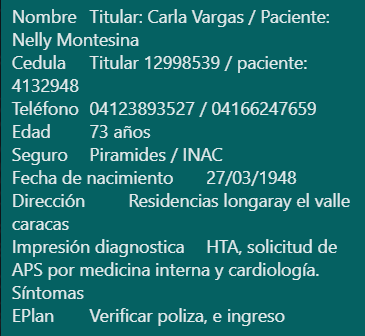 Nombre Titular: Carla Vargas / Paciente:
Nelly Montesina
Cedula Titular 12998539 / paciente:
4132948
Teléfono 04123893527 / 04166247659
Edad 73 años
Seguro Piramides / INAC
Fecha de nacimiento 27/03/1948
Dirección Residencias longaray el valle
caracas
Impresión diagnostica HTA, solicitud de
APS por medicina interna y cardiología.
Síntomas
EPlan Verificar poliza, e ingreso